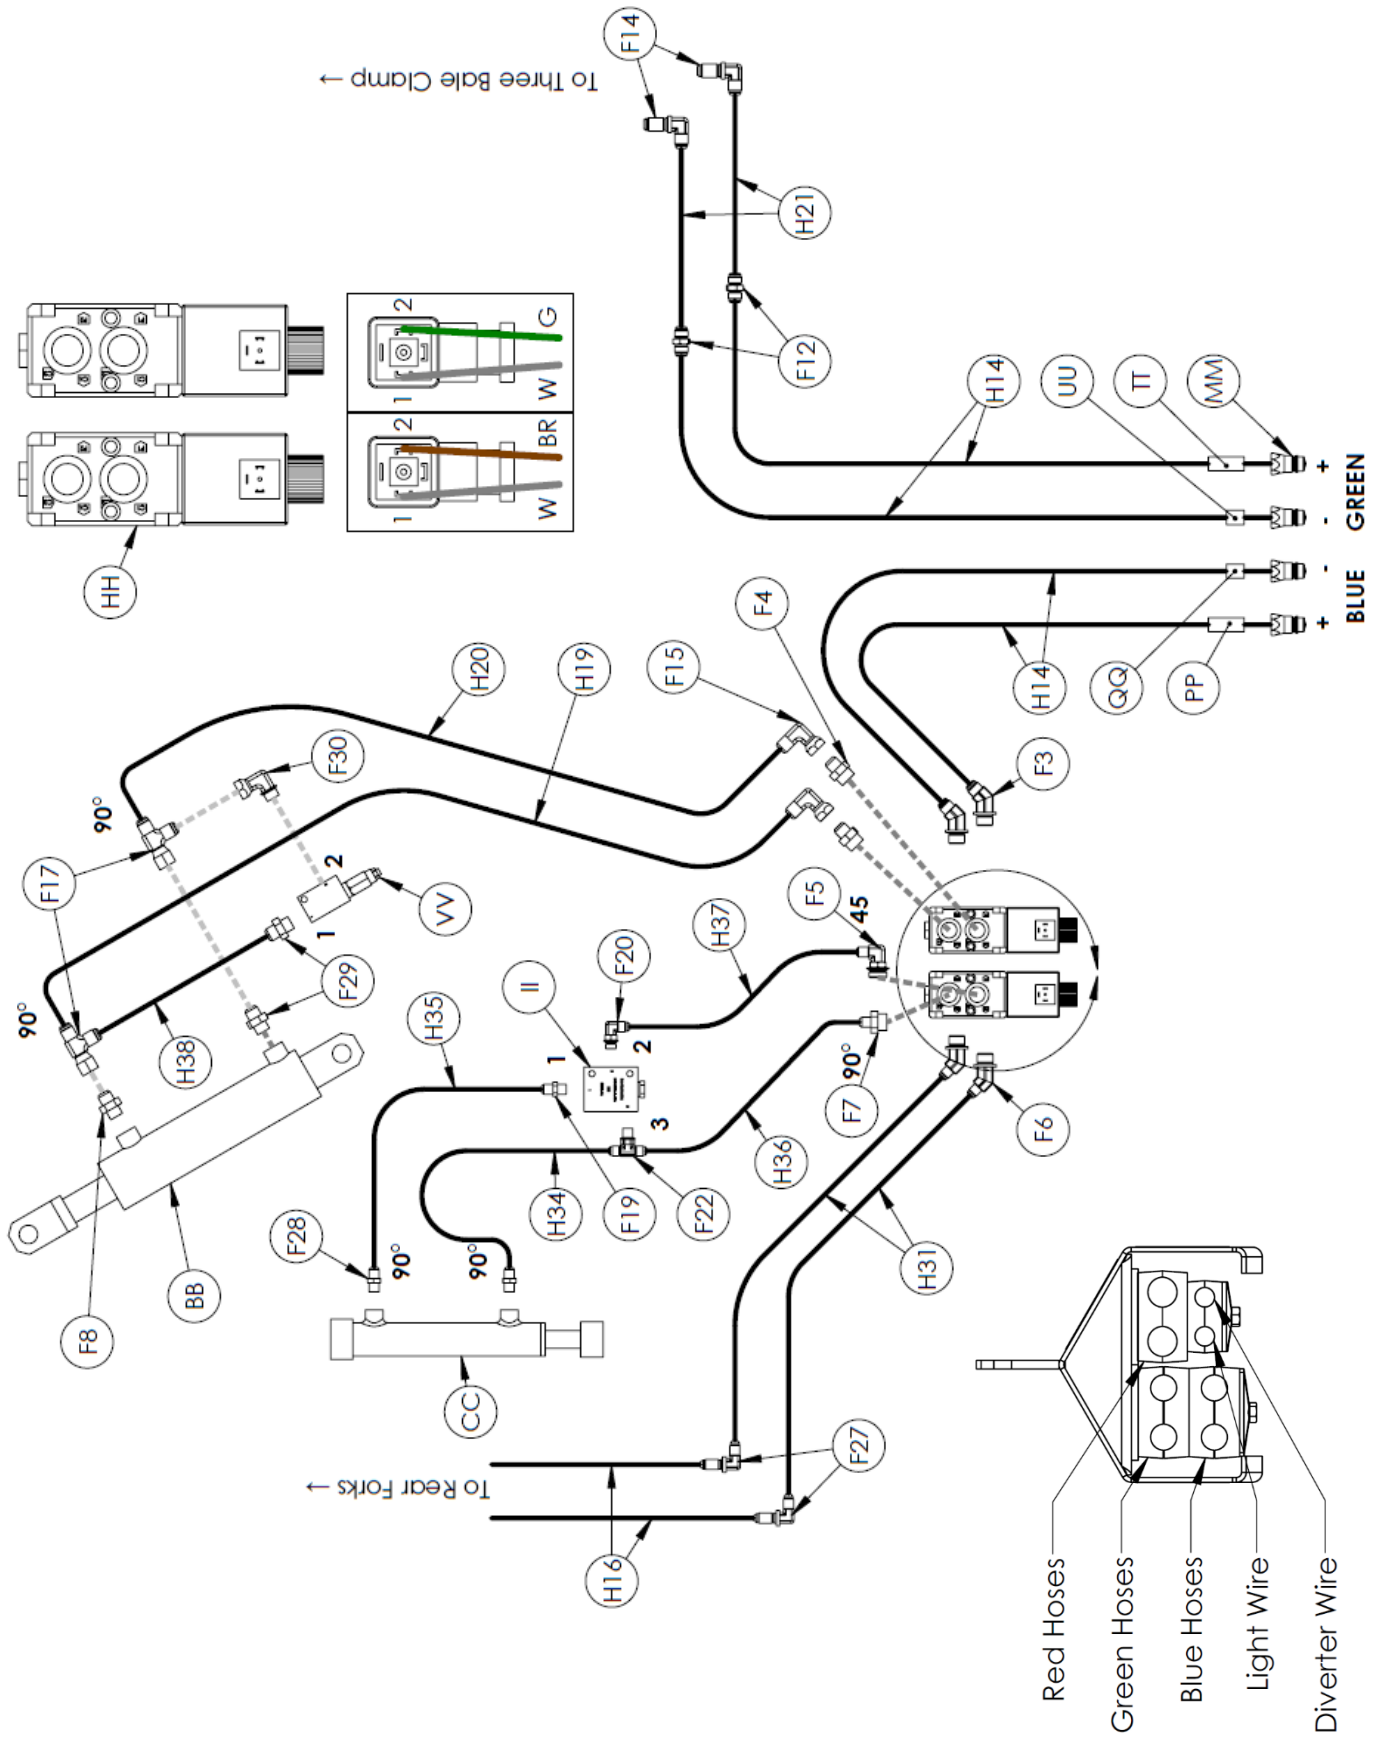 F14
To Three Bale Clamp →
H21
F12
H14
UU
TT
MM
+
-
GREEN
-
+
BLUE
HH
1
2
W
BR
1
2
W
G
H20
H19
F15
F4
F30
90°
F17
2
VV
1
F29
90°
H38
F8
BB
H14
QQ
PP
F3
F5
45
H37
F20
II
2
1
3
H35
F7
90°
H36
F6
F28
90°
90°
H34
F19
F22
H31
CC
To Rear Forks →
H16
F27
Red Hoses
Green Hoses
Blue Hoses
Light Wire
Diverter Wire